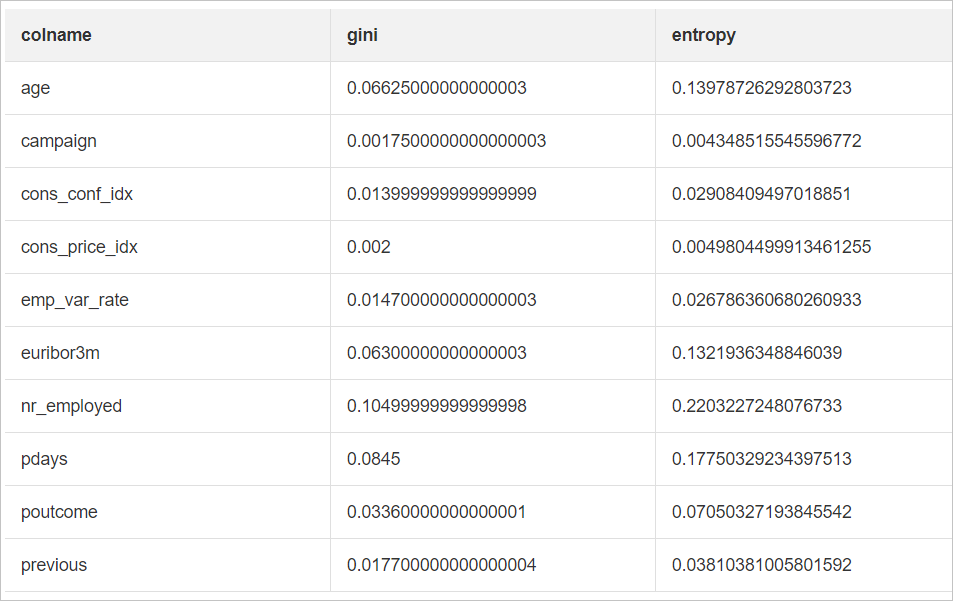 colname gini entropy
age 0.06625000000000003 0.13978726292803723
campaign 0.0017500000000000003 0.004348515545596772
cons_conf_idx 0.013999999999999999 0.02908409497018851
cons_price_idx 0.002 0.0049804499913461255
emp_var_rate 0.014700000000000003 0.026786360680260933
euribor3m 0.06300000000000003 0.1321936348846039
nr_employed 0.10499999999999998 0.2203227248076733
pdays 0.0845 0.17750329234397513
poutcome 0.03360000000000001 0.07050327193845542
previous 0.017700000000000004 0.03810381005801592